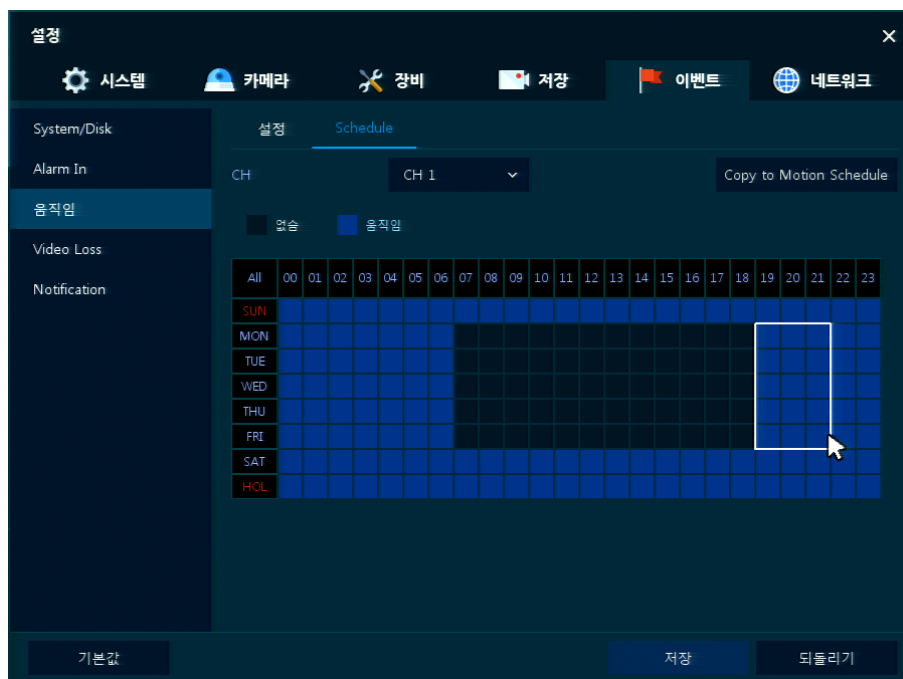 설정
시스템 카메라 장비 저장 이벤트 네트워크
System/Disk
Alarm In
움직임
Video Loss
Notification
설정 Schedule
CH CH 1 Copy to Motion Schedule
없슴 움직임
All 00 01 02 03 04 05 06 07 08 09 10 11 12 13 14 15 16 17 18 19 20 21 22 23
SUN
MON
TUE
WED
THU
FRI
SAT
HOL
기본값 저장 되돌리기